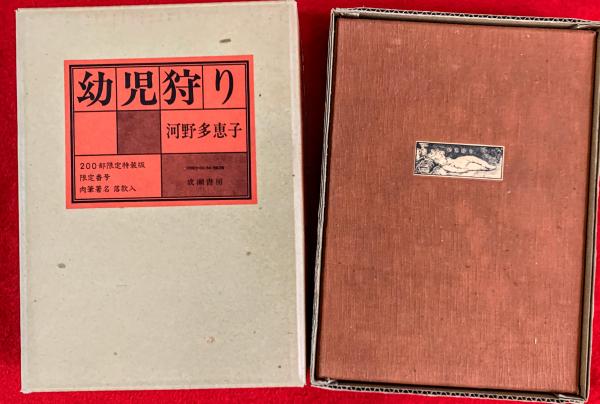 幼児狩り
河野多恵子
200部限定特装版
限定番号
肉筆署名 落款入
成瀬書房